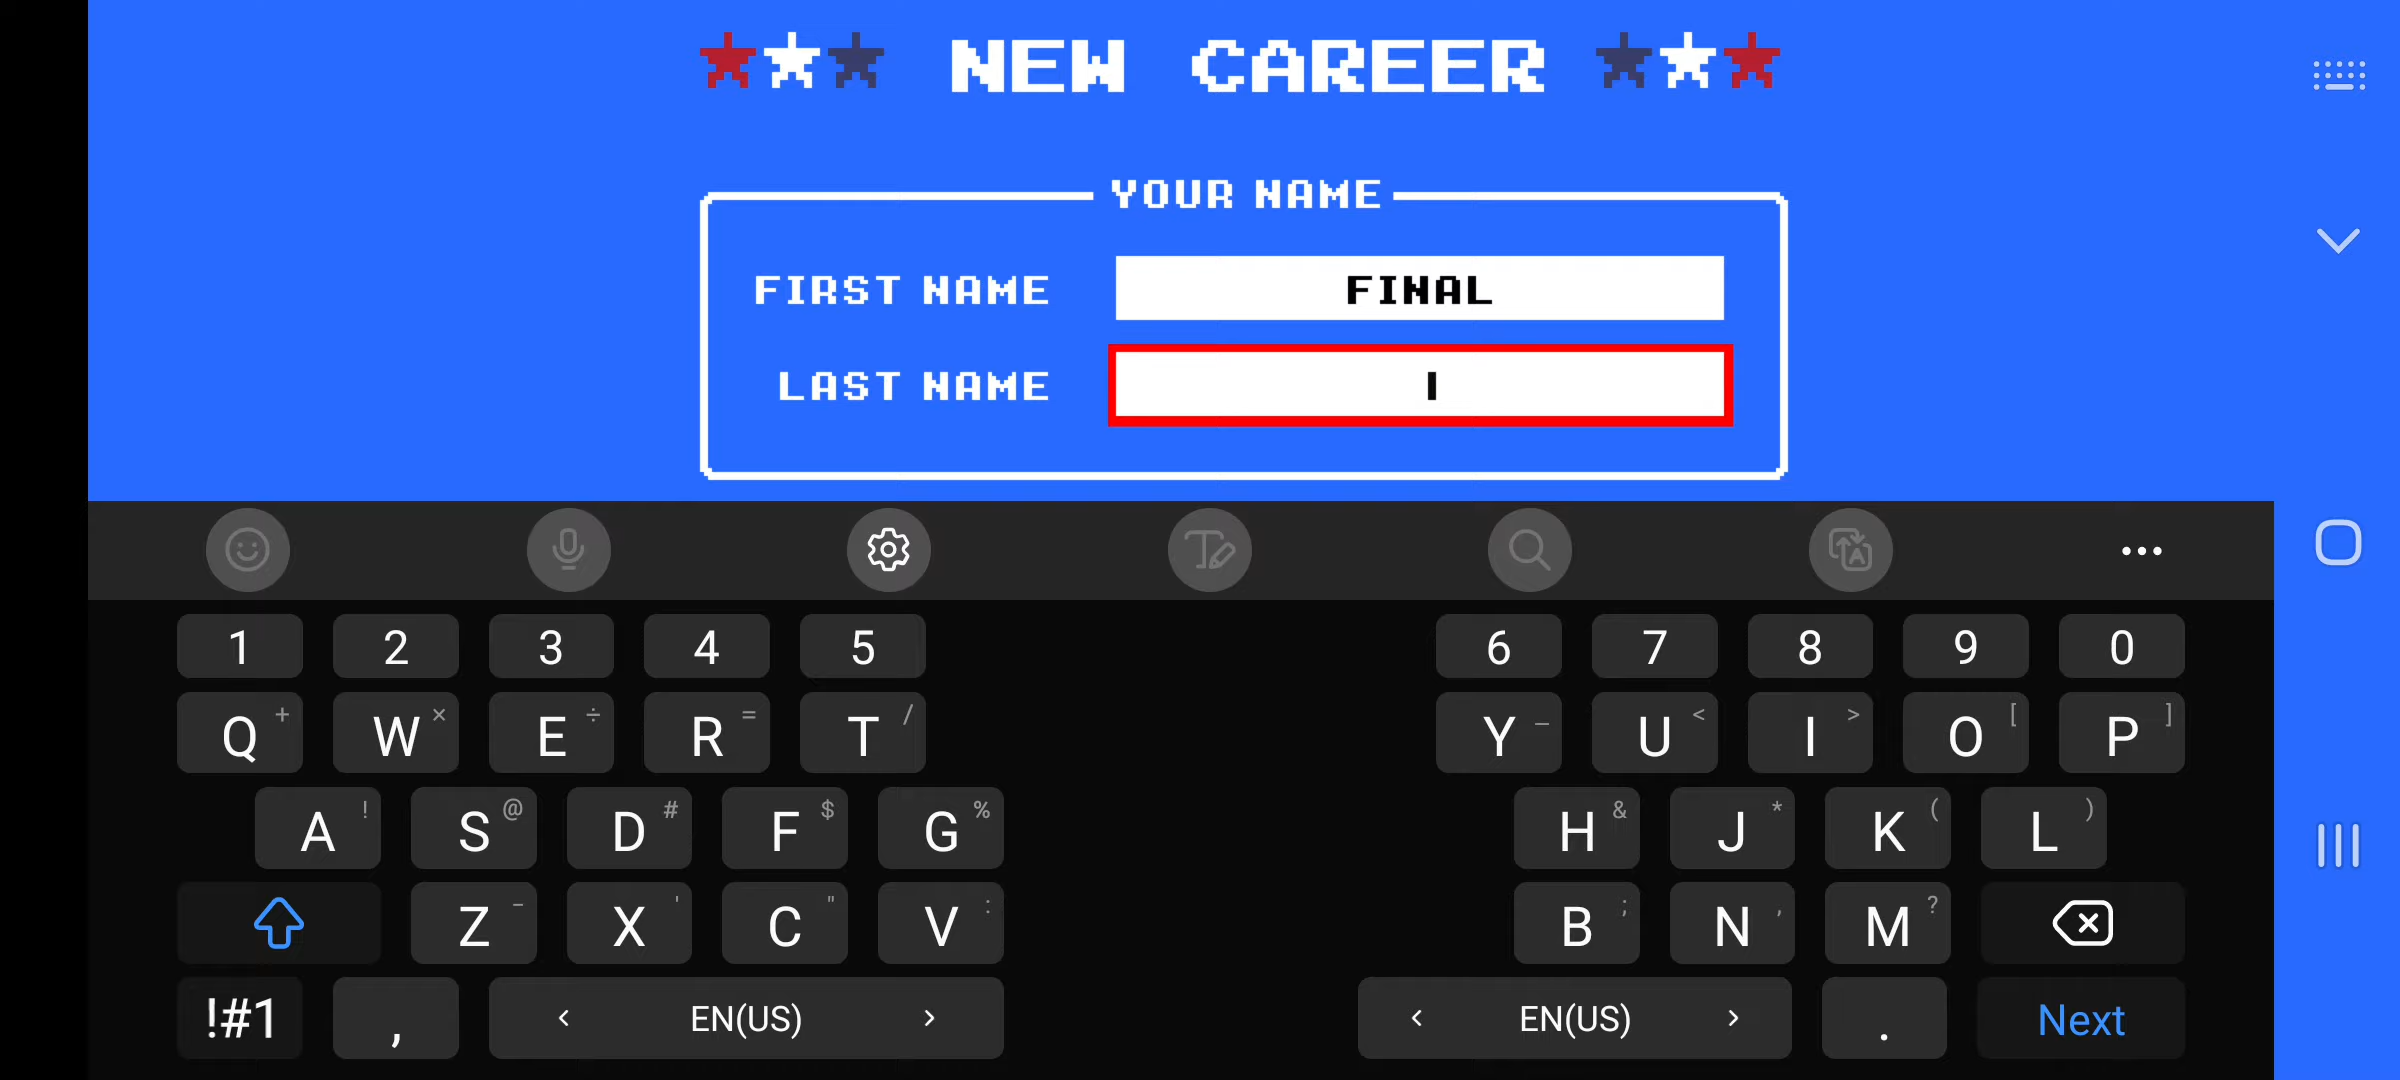 NEW CAREER
YOUR NAME
FIRST NAME FINAL
LAST NAME
1 2 3 4 5 6 7 8 9 0
Q + W × E ÷ R = T / Y _ U < I > O [ P ]
A ! S @ D # F $ G % H & J * K ( L )
Z - X ' C " V : B ; N , M ?
!#1 , < EN(US) > < EN(US) > . Next